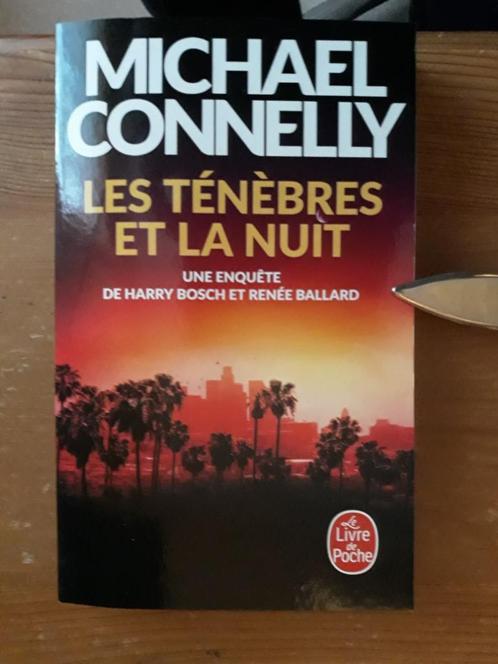 MICHAEL
CONNELLY
LES TÉNÈBRES
ET LA NUIT
UNE ENQUÊTE
DE HARRY BOSCH ET RENÉE BALLARD
Le
Livre
de
Poche